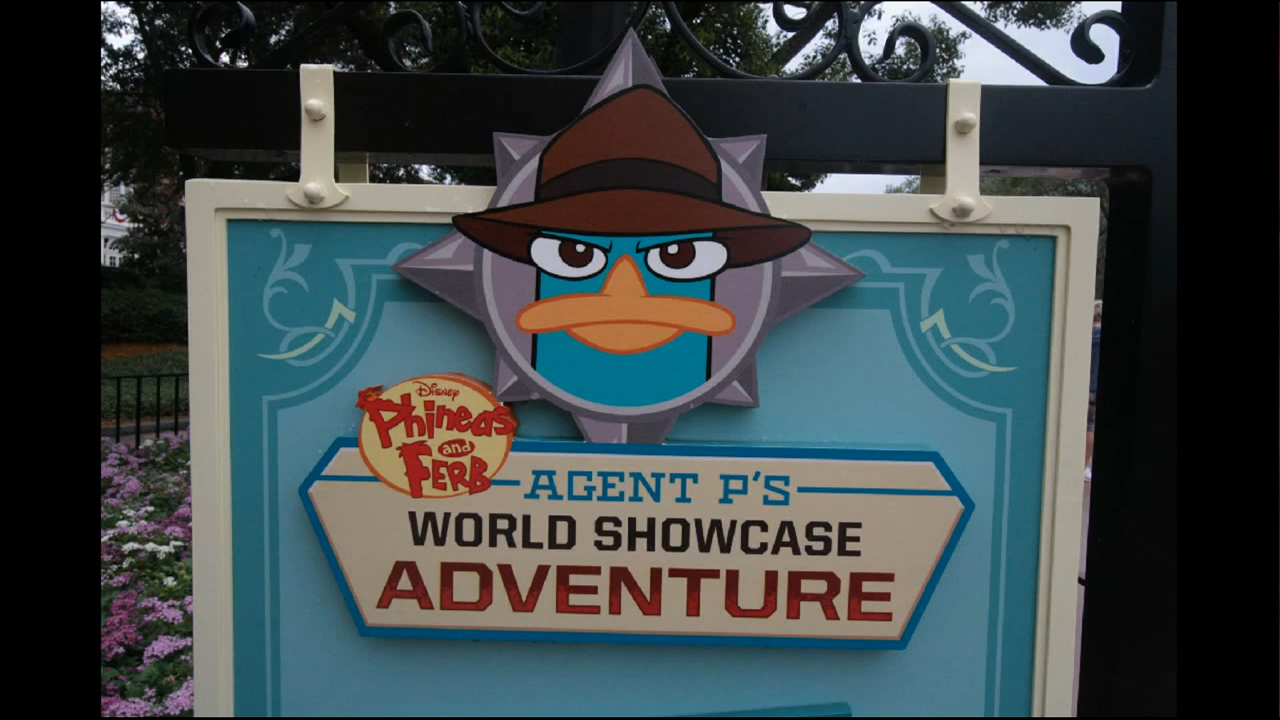 Disney
Phineas
and
Ferb
AGENT P'S
WORLD SHOWCASE
ADVENTURE